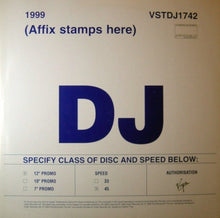 1999
VSTDJ1742
(Affix stamps here)
DJ
SPECIFY CLASS OF DISC AND SPEED BELOW:
12" PROMO
SPEED
AUTHORISATION
10" PROMO
33
7" PROMO
45
Virgin